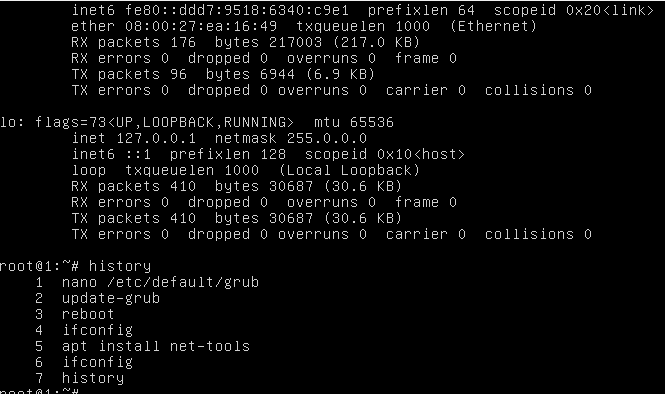 inet6 fe80::ddd7:9518:6340:c9e1  prefixlen 64  scopeid 0x20<link>
ether 08:00:27:ea:16:49  txqueuelen 1000  (Ethernet)
RX packets 176  bytes 217003 (217.0 KB)
RX errors 0  dropped 0  overruns 0  frame 0
TX packets 96  bytes 6944 (6.9 KB)
TX errors 0  dropped 0 overruns 0  carrier 0  collisions 0
lo: flags=73<UP,LOOPBACK,RUNNING>  mtu 65536
inet 127.0.0.1  netmask 255.0.0.0
inet6 ::1  prefixlen 128  scopeid 0x10<host>
loop  txqueuelen 1000  (Local Loopback)
RX packets 410  bytes 30687 (30.6 KB)
RX errors 0  dropped 0  overruns 0  frame 0
TX packets 410  bytes 30687 (30.6 KB)
TX errors 0  dropped 0 overruns 0  carrier 0  collisions 0
root@1:~# history
1  nano /etc/default/grub
2  update-grub
3  reboot
4  ifconfig
5  apt install net-tools
6  ifconfig
7  history
root@1:~#